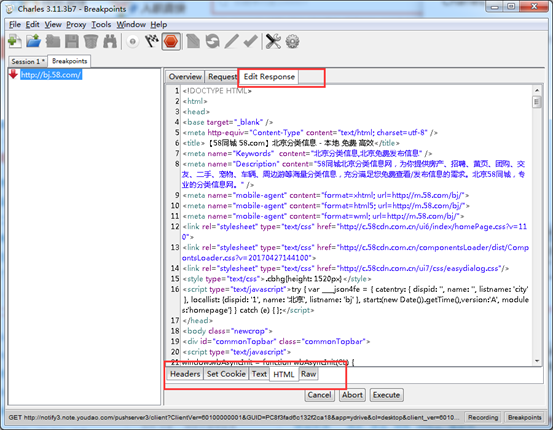 Charles 3.11.3b7 - Breakpoints
File Edit View Proxy Tools Window Help
Session 1 * Breakpoints
http://bj.58.com/
Overview Request Edit Response
1 <!DOCTYPE HTML>
2 <html>
3 <head>
4 <base target="_blank" />
5 <meta http-equiv="Content-Type" content="text/html; charset=utf-8" />
6 <title>【58同城 58.com】北京分类信息 - 本地 免费 高效</title>
7 <meta name="Keywords" content="北京分类信息,北京免费发布信息" />
8 <meta name="Description" content="58同城北京分类信息网，为你提供房产、招聘、黄页、团购、交
友、二手、宠物、车辆、周边游等海量分类信息，充分满足您免费查看/发布信息的需求。北京58同城，专
业的分类信息网。" />
9 <meta name="mobile-agent" content="format=xhtml; url=http://m.58.com/bj/">
10 <meta name="mobile-agent" content="format=html5; url=http://m.58.com/bj/">
11 <meta name="mobile-agent" content="format=wml; url=http://m.58.com/bj/">
12 <link rel="stylesheet" type="text/css" href="http://c.58cdn.com.cn/ui6/index/homePage.css?v=11
0">
13 <link rel="stylesheet" type="text/css" href="http://c.58cdn.com.cn/componentsLoader/dist/Comp
onentsLoader.css?v=20170427144100">
14 <link rel="stylesheet" type="text/css" href="http://c.58cdn.com.cn/ui7/css/easydialog.css"/>
15 <style type="text/css">.cbhg{height: 1520px}</style>
16 <script type="text/javascript">try { var ___json4fe = { catentry: { dispid: '', name: '', listname: 'city'
}, locallist: {dispid: '1', name: '北京', listname: 'bj' }, start:(new Date()).getTime(),version:'A', module
s:'homepage'} } catch (e) { };</script>
17 </head>
18 <body class="newcrop">
19 <div id="commonTopbar" class="commonTopbar">
20 <script type="text/javascript">
21 window.wbAsyncInit = function wbAsyncInit( CL ) {
Headers Set Cookie Text HTML Raw
Cancel Abort Execute
GET http://notify3.note.youdao.com/pushserver3/client?ClientVer=60100000001&GUID=PC8f3fad6c132f2ca18&app=ydrive&cl=desktop&client_ver=6010... Recording Breakpoints